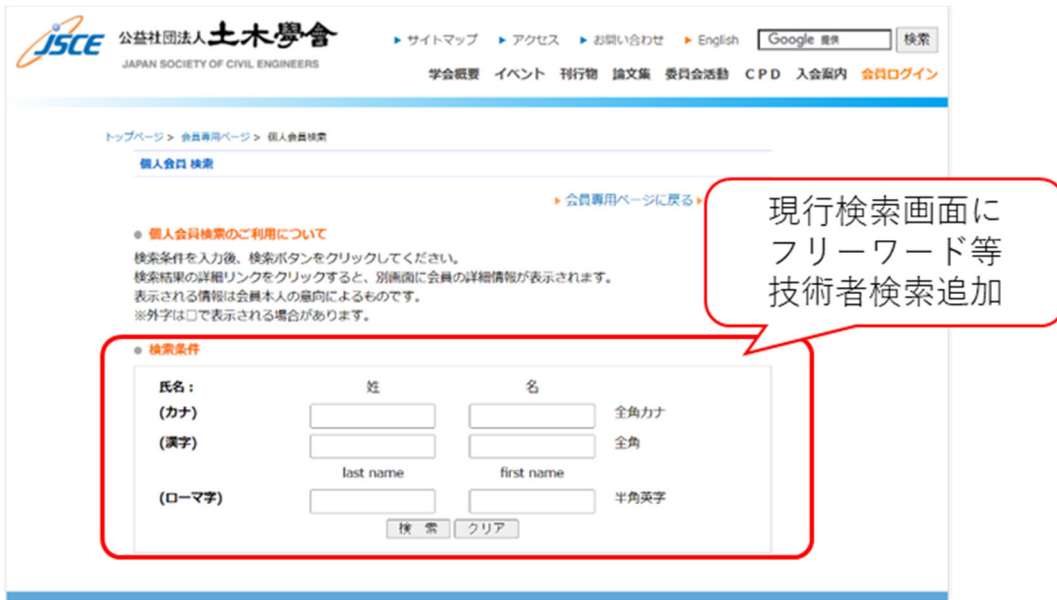 JSCE 公益社団法人 土木學會
JAPAN SOCIETY OF CIVIL ENGINEERS
サイトマップ アクセス お問い合わせ English Google 提供 検索
学会概要 イベント 刊行物 論文集 委員会活動 CPD 入会案内 会員ログイン
トップページ > 会員専用ページ > 個人会員検索
個人会員 検索
会員専用ページに戻る
個人会員検索のご利用について
検索条件を入力後、検索ボタンをクリックしてください。
検索結果の詳細リンクをクリックすると、別画面に会員の詳細情報が表示されます。
表示される情報は会員本人の意向によるものです。
※外字は□で表示される場合があります。
現行検索画面に
フリーワード等
技術者検索追加
検索条件
氏名: 姓 名
(カナ) 全角カナ
(漢字) 全角
last name first name
(ローマ字) 半角英字
検 索 クリア